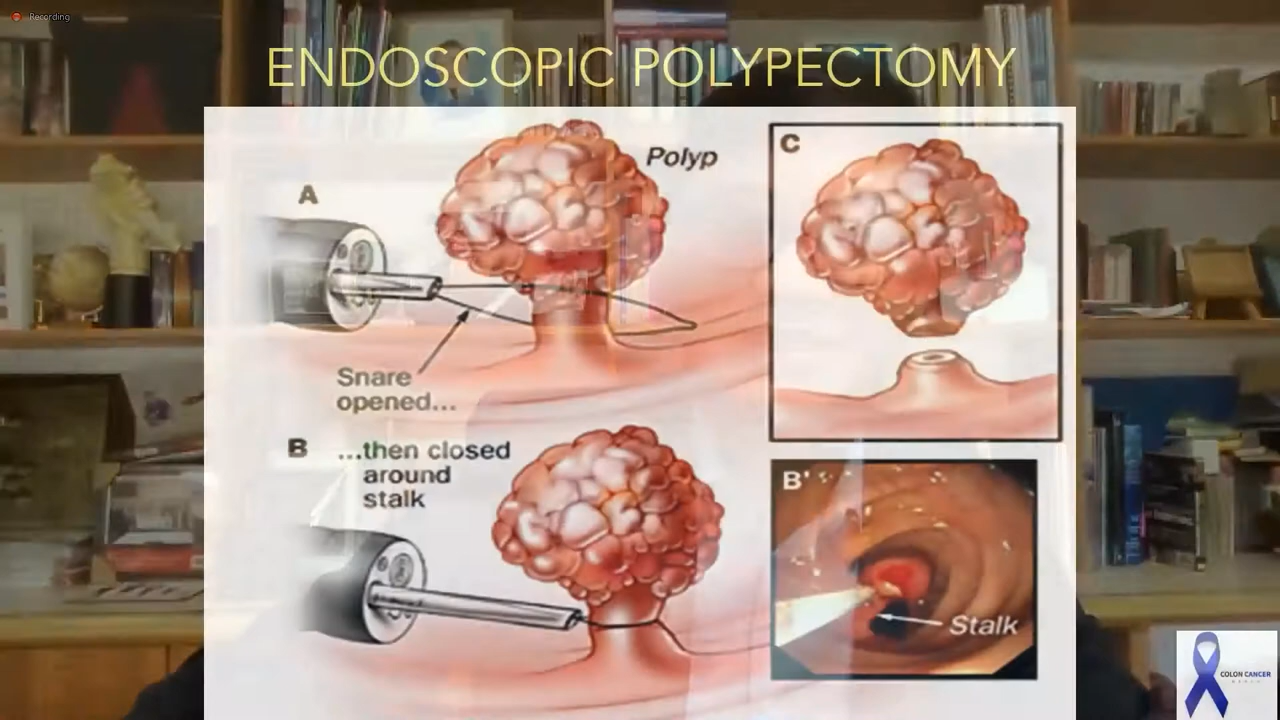 Recording
ENDOSCOPIC POLYPECTOMY
A
Polyp
Snare
opened...
B
...then closed
around
stalk
C
B'
Stalk
COLON CANCER